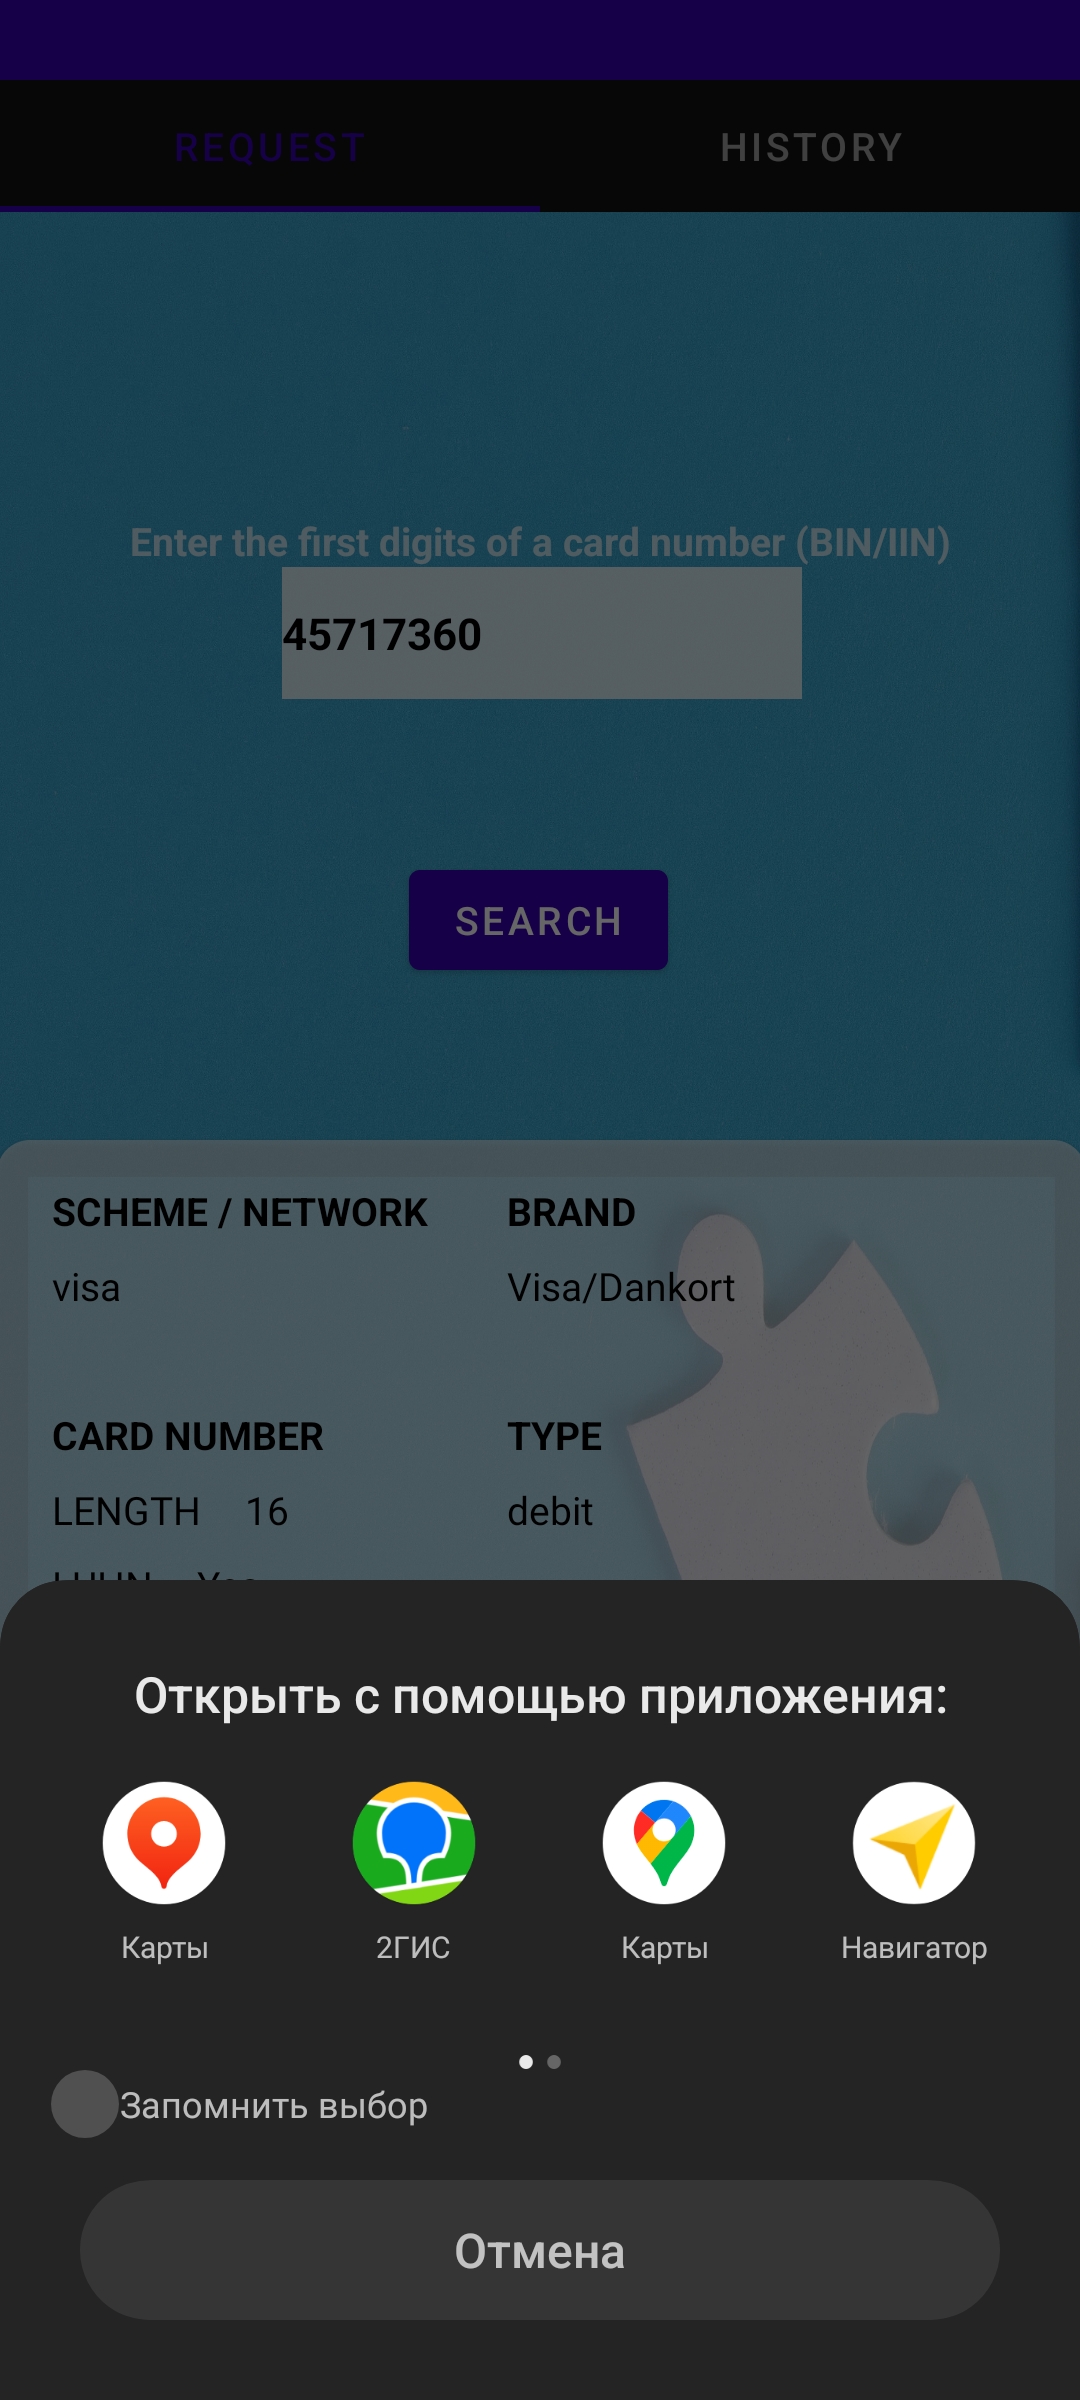 REQUEST HISTORY
Enter the first digits of a card number (BIN/IIN)
45717360
SEARCH
SCHEME / NETWORK BRAND
visa Visa/Dankort
CARD NUMBER TYPE
LENGTH 16 debit
Открыть с помощью приложения:
Карты 2ГИС Карты Навигатор
Запомнить выбор
Отмена